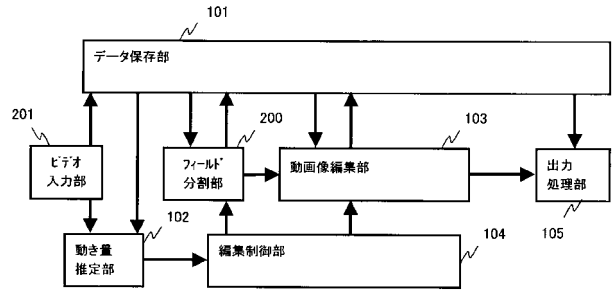 101
データ保存部
201
ビデオ
入力部
200
フィールド
分割部
103
動画像編集部
出力
処理部
105
102
動き量
推定部
編集制御部
104